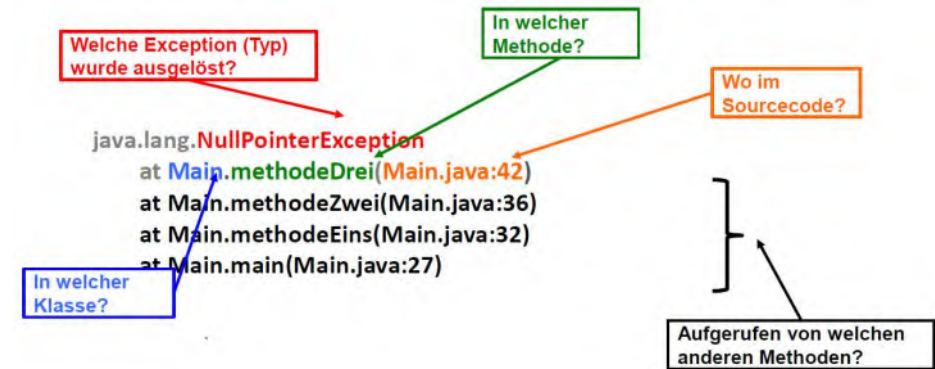 In welcher
Methode?
Welche Exception (Typ)
wurde ausgelöst?
Wo im
Sourcecode?
java.lang.NullPointerException
at Main.methodeDrei(Main.java:42)
at Main.methodeZwei(Main.java:36)
at Main.methodeEins(Main.java:32)
at Main.main(Main.java:27)
In welcher
Klasse?
Aufgerufen von welchen
anderen Methoden?